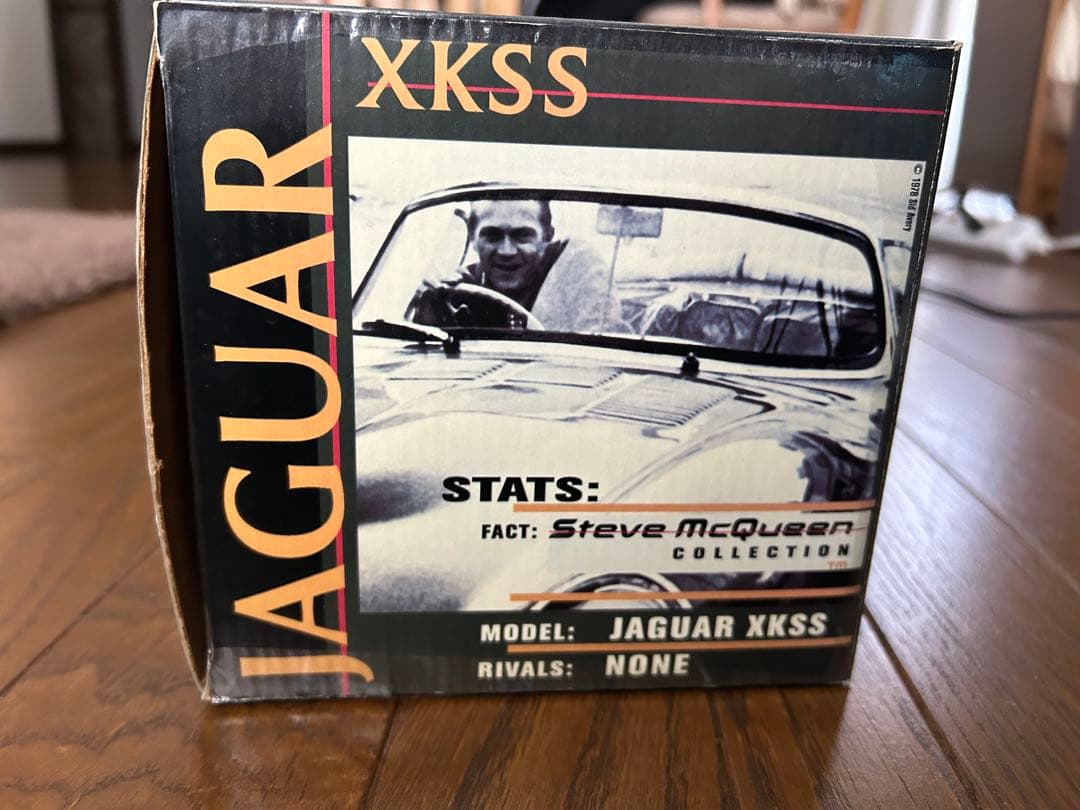 XKSS
JAGUAR
© 1978 Sid Avery
STATS:
FACT: Steve McQueen
COLLECTION
TM
MODEL: JAGUAR XKSS
RIVALS: NONE